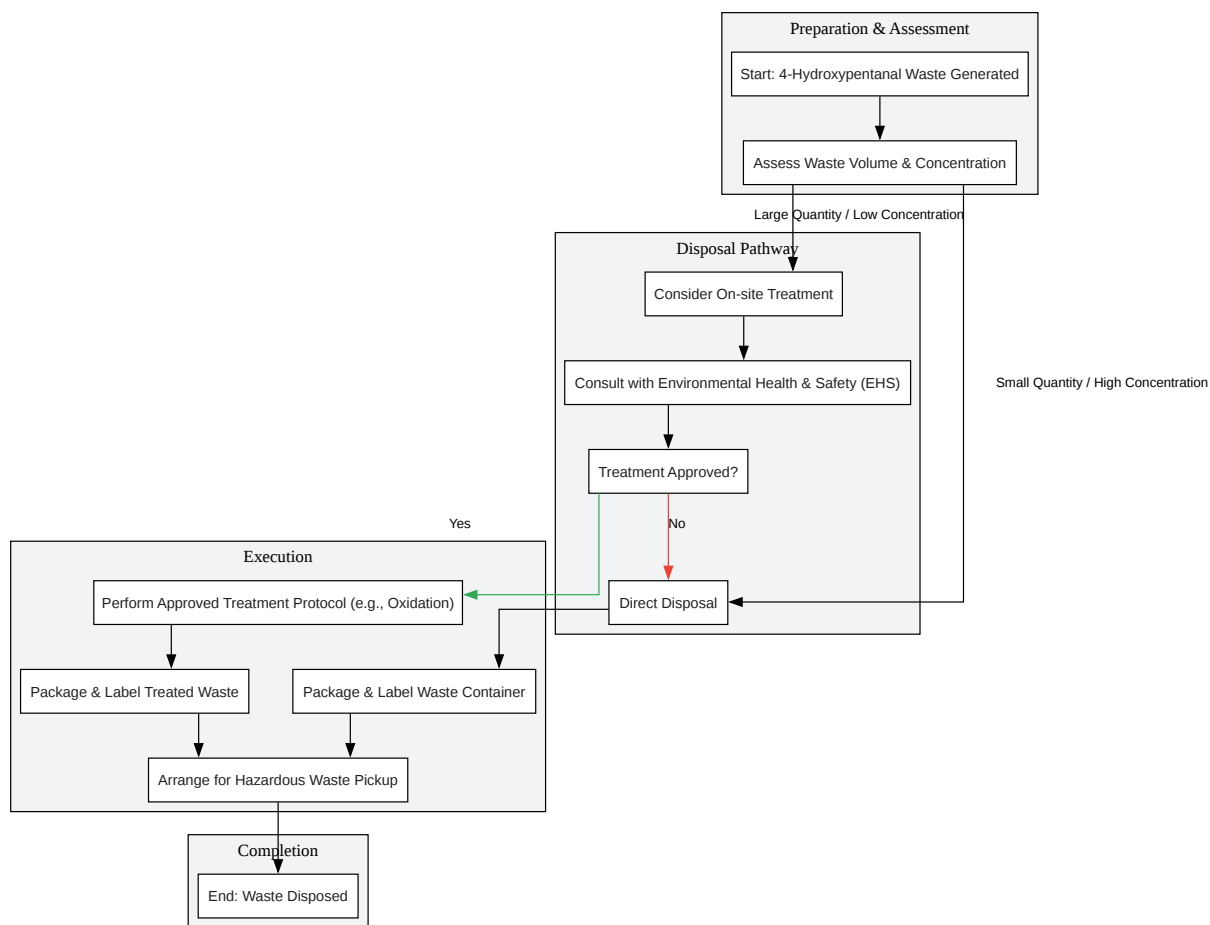 Preparation & Assessment
Start: 4-Hydroxypentanal Waste Generated
Assess Waste Volume & Concentration
Large Quantity / Low Concentration
Disposal Pathway
Consider On-site Treatment
Consult with Environmental Health & Safety (EHS)
Small Quantity / High Concentration
Treatment Approved?
Yes
No
Execution
Perform Approved Treatment Protocol (e.g., Oxidation)
Direct Disposal
Package & Label Treated Waste
Package & Label Waste Container
Arrange for Hazardous Waste Pickup
Completion
End: Waste Disposed